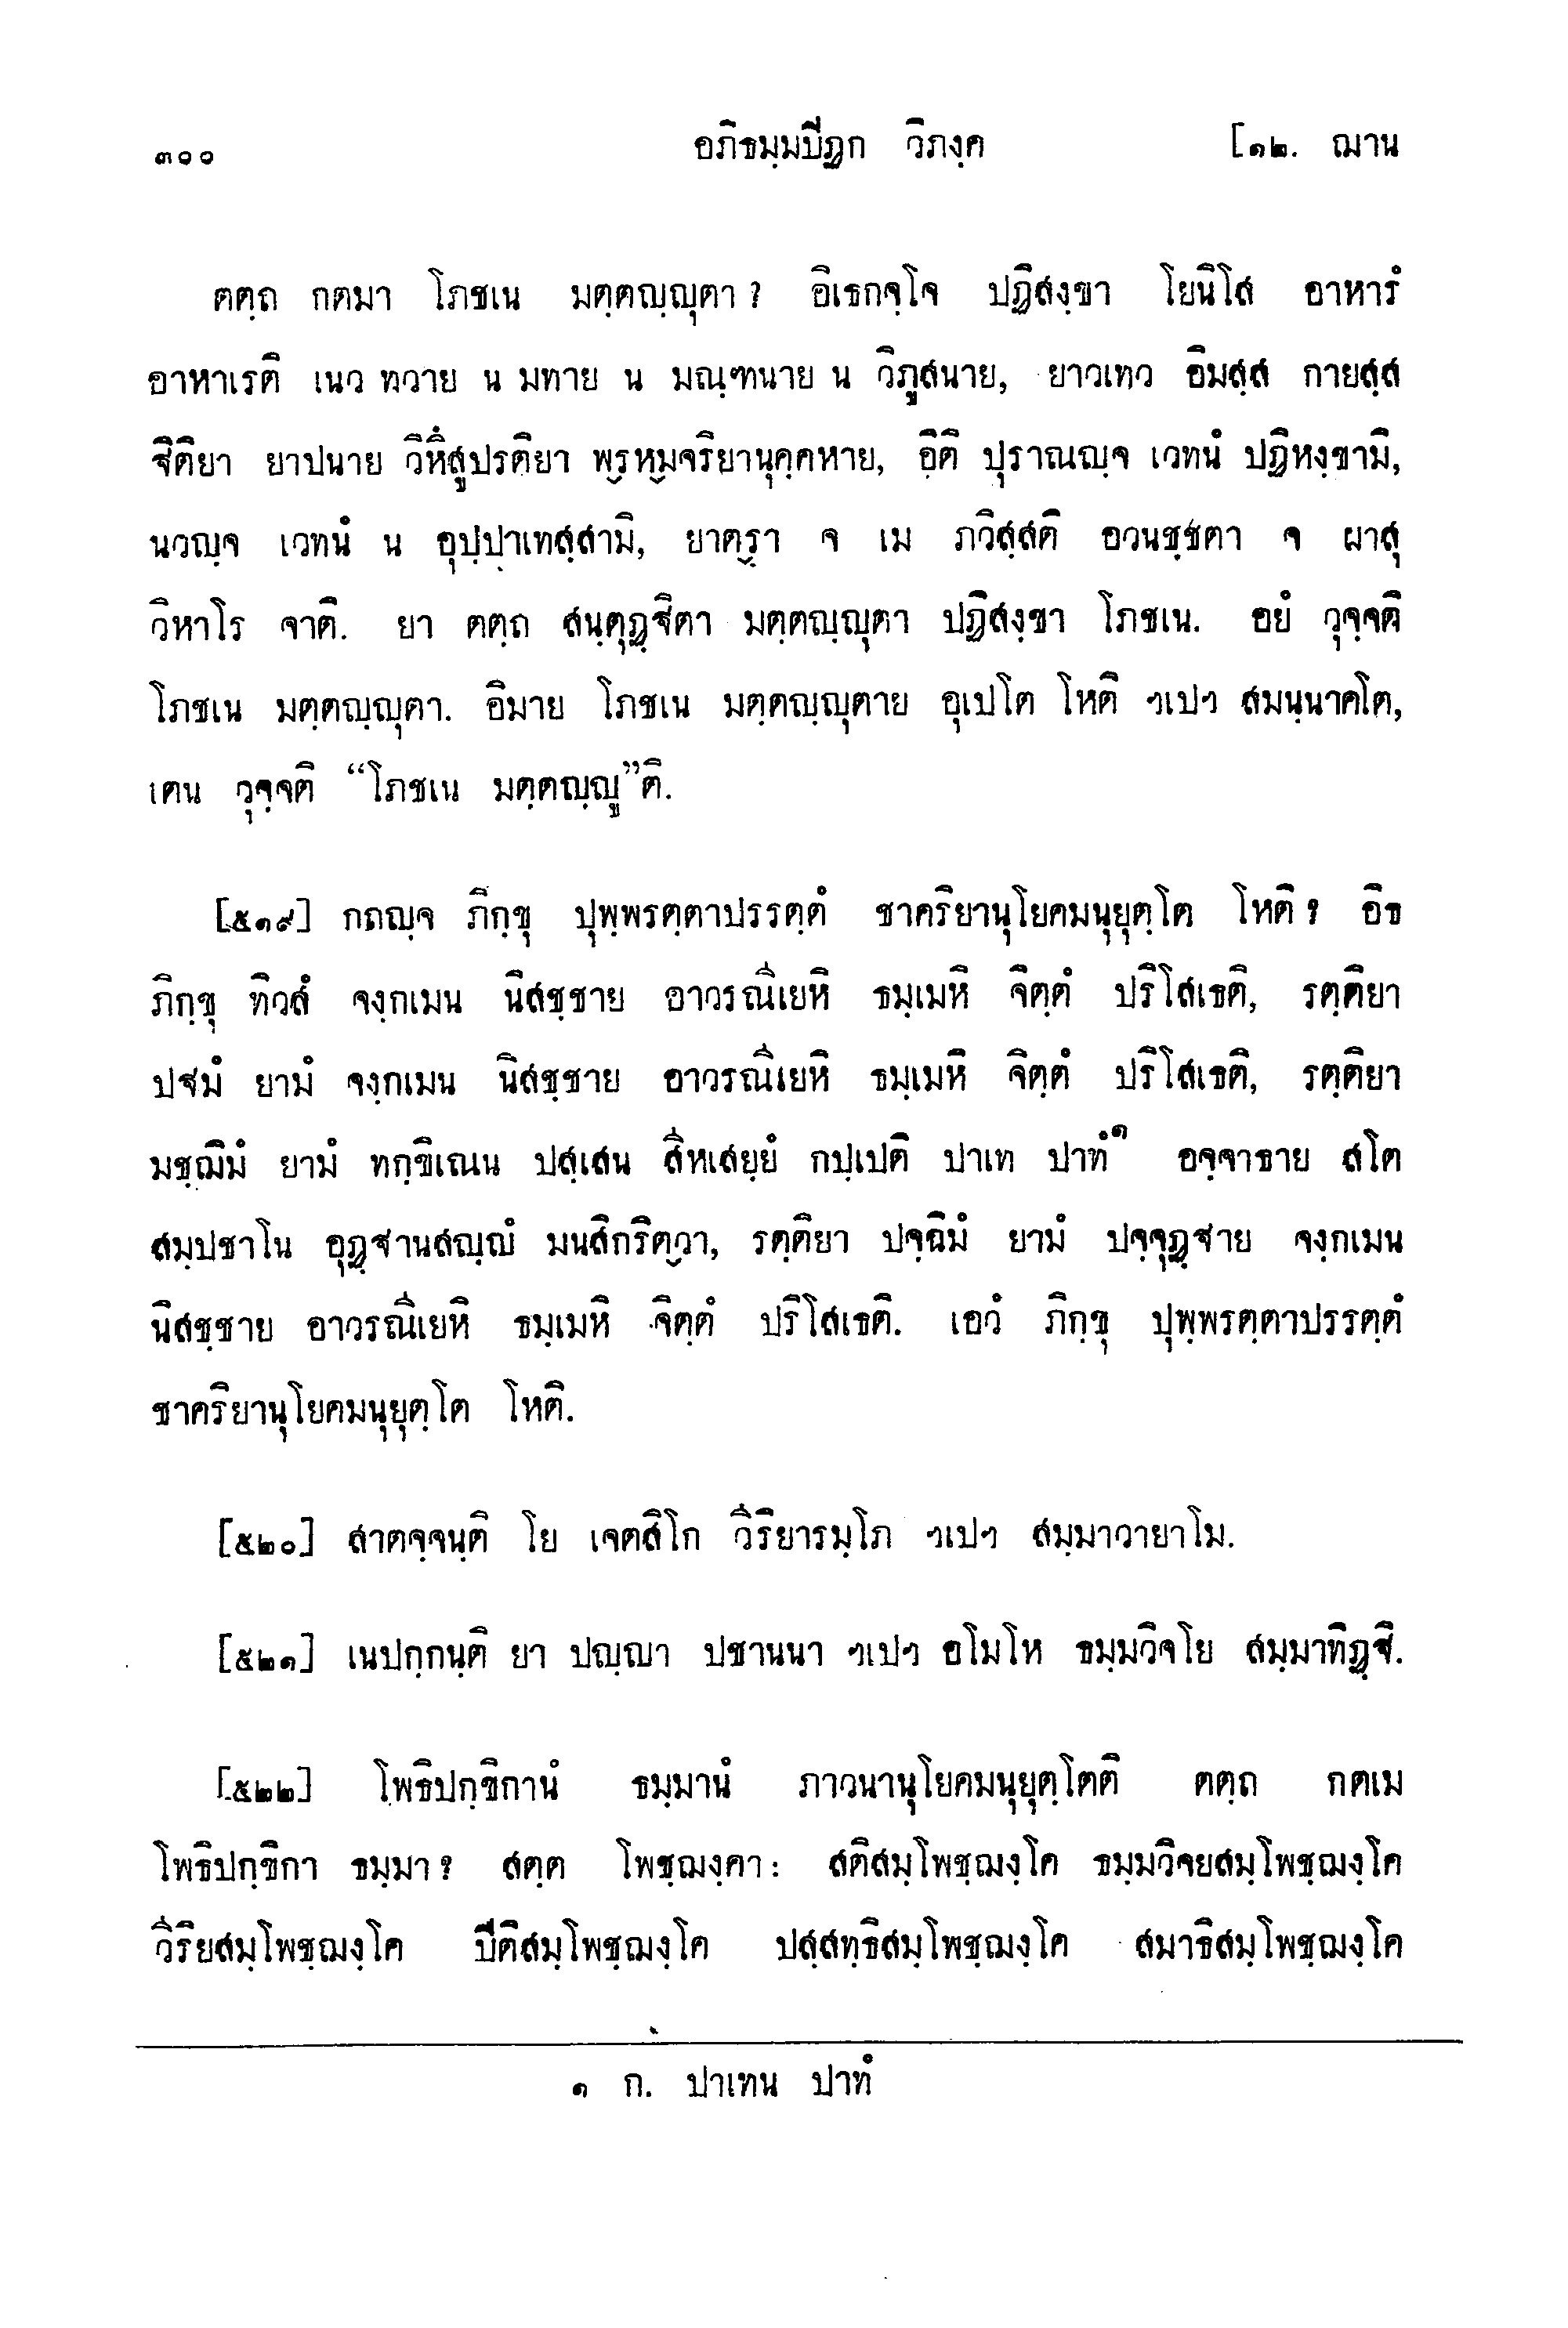 ๓๐๐ อภิธมฺมปีฏก วิภงฺค [๑๒. ฌาน
ตตฺถ กตมา โภชเน มตฺตญฺญุตา ? อิเธกจฺโจ ปฏิสงฺขา โยนิโส อาหารํ
อาหาเรติ เนว ทวาย น มทาย น มณฺฑนาย น วิภูสนาย, ยาวเทว อิมสฺส กายสฺส
ฐิติยา ยาปนาย วิหิํสูปรติยา พฺรหฺมจริยานุคฺคหาย, อิติ ปุราณญฺจ เวทนํ ปฏิหงฺขามิ,
นวญฺจ เวทนํ น อุปฺปาเทสฺสามิ, ยาตฺรา จ เม ภวิสฺสติ อวนชฺชตา จ ผาสุ
วิหาโร จาติ. ยา ตตฺถ สนฺตุฏฺฐิตา มตฺตญฺญุตา ปฏิสงฺขา โภชเน. อยํ วุจฺจติ
โภชเน มตฺตญฺญุตา. อิมาย โภชเน มตฺตญฺญุตาย อุเปโต โหติ ฯเปฯ สมนฺนาคโต,
เตน วุจฺจติ “โภชเน มตฺตญฺญู”ติ.
[๕๑๙] กถญฺจ ภิกฺขุ ปุพฺพรตฺตาปรรตฺตํ ชาคริยานุโยคมนุยุตฺโต โหติ ? อิธ
ภิกฺขุ ทิวสํ จงฺกเมน นิสชฺชาย อาวรณิเยหิ ธมฺเมหิ จิตฺตํ ปริโสเธติ, รตฺติยา
ปฐมํ ยามํ จงฺกเมน นิสชฺชาย อาวรณิเยหิ ธมฺเมหิ จิตฺตํ ปริโสเธติ, รตฺติยา
มชฺฌิมํ ยามํ ทกฺขิเณน ปสฺเสน สีหเสยฺยํ กปฺเปติ ปาเท ปาทํ๑ อจฺจาธาย สโต
สมฺปชาโน อุฏฺฐานสญฺญํ มนสิกริตฺวา, รตฺติยา ปจฺฉิมํ ยามํ ปจฺจุฏฺฐาย จงฺกเมน
นิสชฺชาย อาวรณิเยหิ ธมฺเมหิ จิตฺตํ ปริโสเธติ. เอวํ ภิกฺขุ ปุพฺพรตฺตาปรรตฺตํ
ชาคริยานุโยคมนุยุตฺโต โหติ.
[๕๒๐] สาตจฺจนฺติ โย เจตสิโก วีริยารมฺโภ ฯเปฯ สมฺมาวายาโม.
[๕๒๑] เนปกฺกนฺติ ยา ปญฺญา ปชานนา ฯเปฯ อโมโห ธมฺมวิจโย สมฺมาทิฏฺฐิ.
[๕๒๒] โพธิปกฺขิกานํ ธมฺมานํ ภาวนานุโยคมนุยุตฺโตติ ตตฺถ กตเม
โพธิปกฺขิกา ธมฺมา ? สตฺต โพชฺฌงฺคา : สติสมฺโพชฺฌงฺโค ธมฺมวิจยสมฺโพชฺฌงฺโค
วีริยสมฺโพชฺฌงฺโค ปีติสมฺโพชฺฌงฺโค ปสฺสทฺธิสมฺโพชฺฌงฺโค สมาธิสมฺโพชฺฌงฺโค
๑ ก. ปาเทน ปาทํ